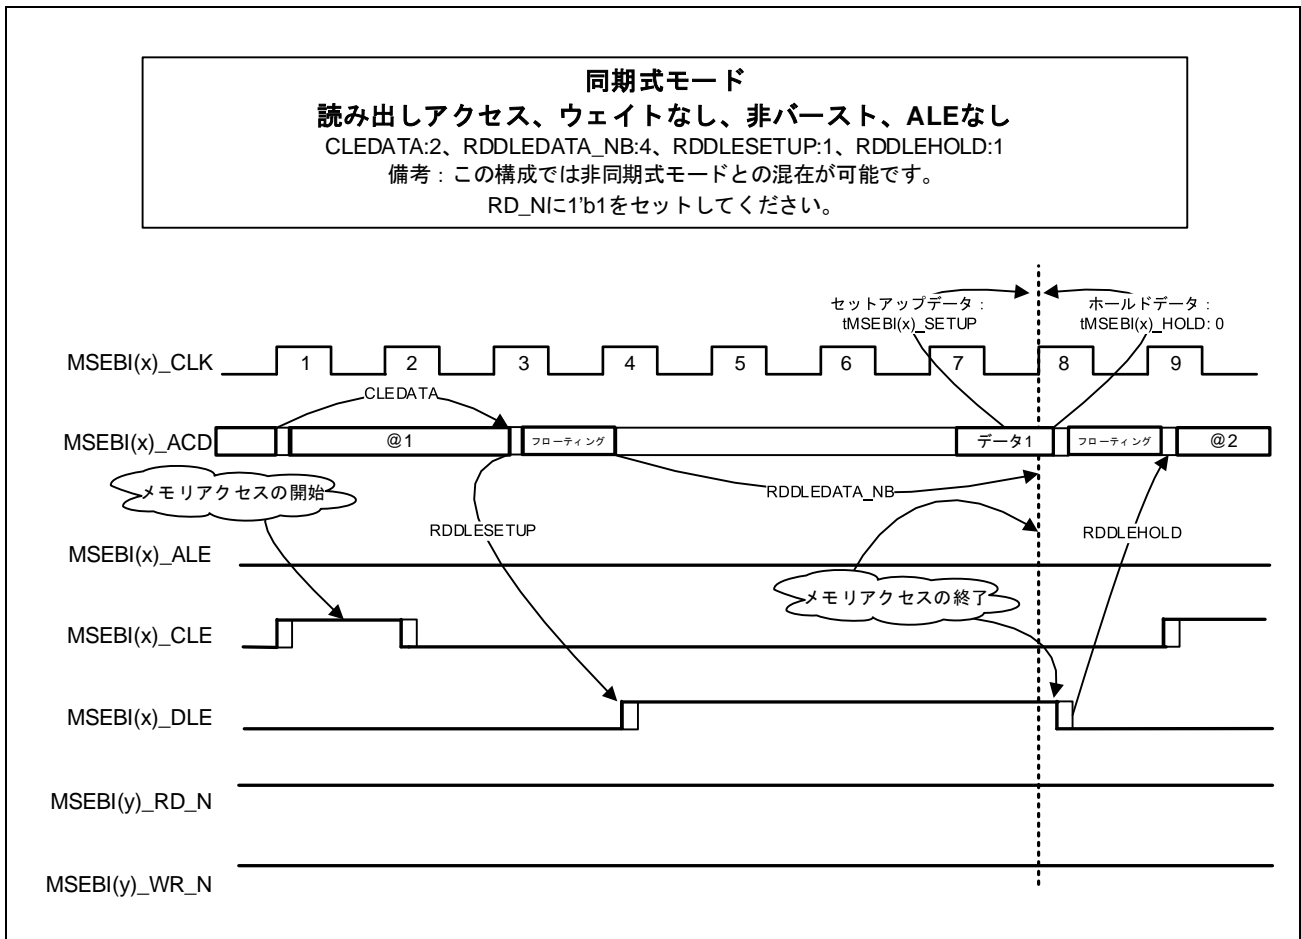 同期式モード
読み出しアクセス、ウェイトなし、非バースト、ALEなし
CLEDATA:2、RDDLEDATA_NB:4、RDDLESETUP:1、RDDLEHOLD:1
備考：この構成では非同期式モードとの混在が可能です。
RD_Nに1'b1をセットしてください。
セットアップデータ：
tMSEBI(x)_SETUP
ホールドデータ：
tMSEBI(x)_HOLD: 0
MSEBI(x)_CLK
1 2 3 4 5 6 7 8 9
CLEDATA
MSEBI(x)_ACD
@1 フローティング データ1 フローティング @2
メモリアクセスの開始
RDDLEDATA_NB
RDDLESETUP
RDDLEHOLD
MSEBI(x)_ALE
メモリアクセスの終了
MSEBI(x)_CLE
MSEBI(x)_DLE
MSEBI(y)_RD_N
MSEBI(y)_WR_N